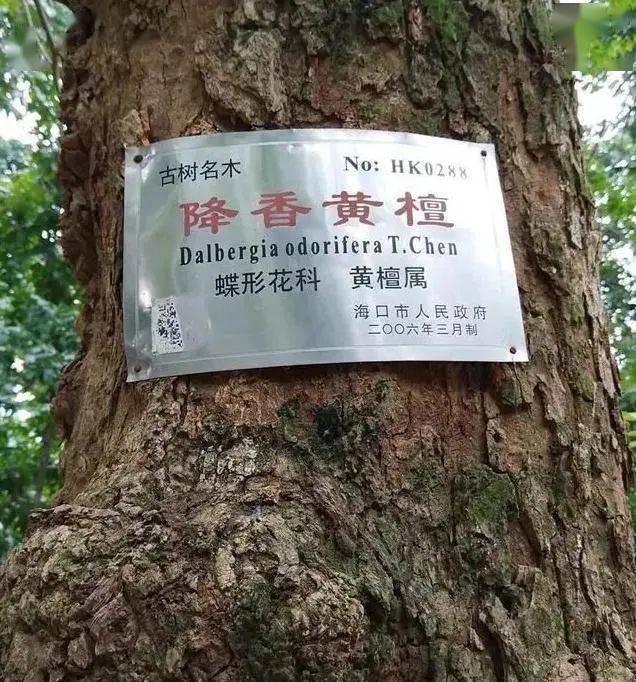 古树名木 No: HK0288
降香黄檀
Dalbergia odorifera T.Chen
蝶形花科 黄檀属
海口市人民政府
二〇〇六年三月制